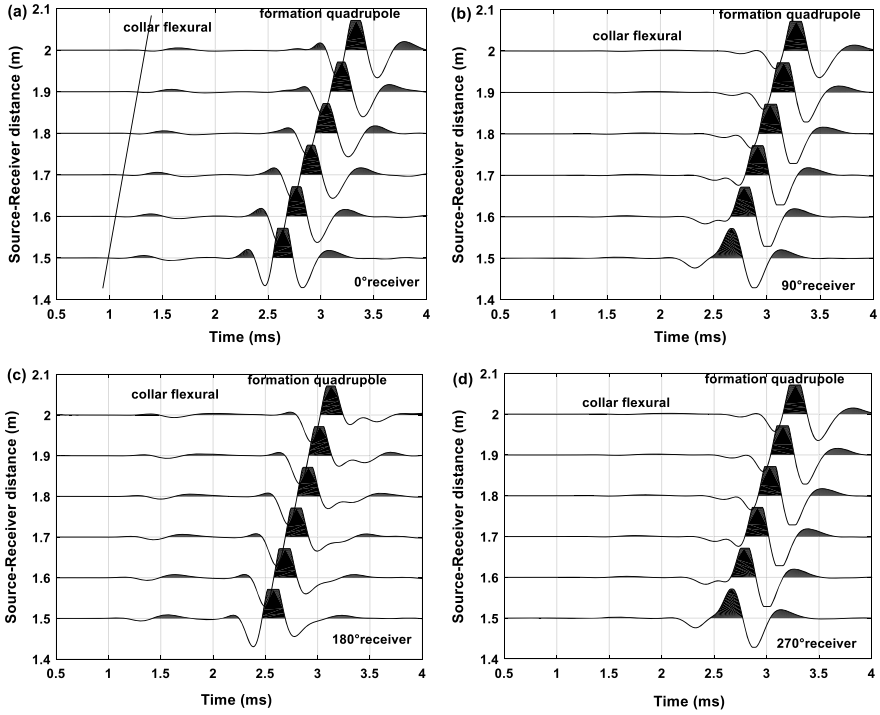 (a)
collar flexural
formation quadrupole
Source-Receiver distance (m)
2.1
2
1.9
1.8
1.7
1.6
1.5
1.4
0°receiver
0.5 1 1.5 2 2.5 3 3.5 4
Time (ms)
(b)
collar flexural
formation quadrupole
Source-Receiver distance (m)
2.1
2
1.9
1.8
1.7
1.6
1.5
1.4
90°receiver
0.5 1 1.5 2 2.5 3 3.5 4
Time (ms)
(c)
collar flexural
formation quadrupole
Source-Receiver distance (m)
2.1
2
1.9
1.8
1.7
1.6
1.5
1.4
180°receiver
0.5 1 1.5 2 2.5 3 3.5 4
Time (ms)
(d)
collar flexural
formation quadrupole
Source-Receiver distance (m)
2.1
2
1.9
1.8
1.7
1.6
1.5
1.4
270°receiver
0.5 1 1.5 2 2.5 3 3.5 4
Time (ms)